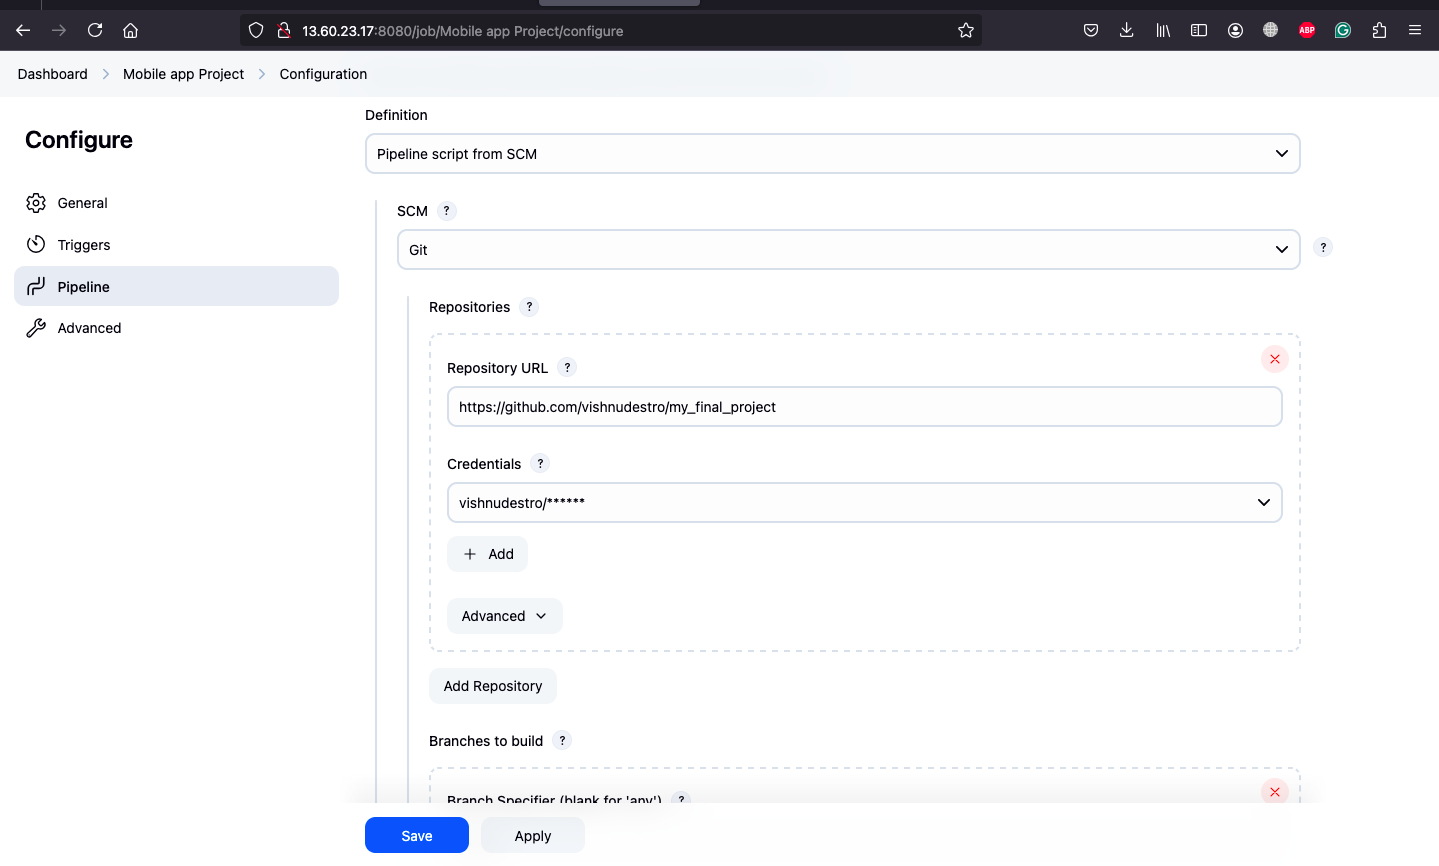 13.60.23.17:8080/job/Mobile app Project/configure
ABP
Dashboard > Mobile app Project > Configuration
Configure
General
Triggers
Pipeline
Advanced
Definition
Pipeline script from SCM
SCM ?
Git
?
Repositories ?
Repository URL ?
https://github.com/vishnudestro/my_final_project
Credentials ?
vishnudestro/******
+ Add
Advanced
Add Repository
Branches to build ?
Branch Specifier (blank for 'any') ?
Save
Apply